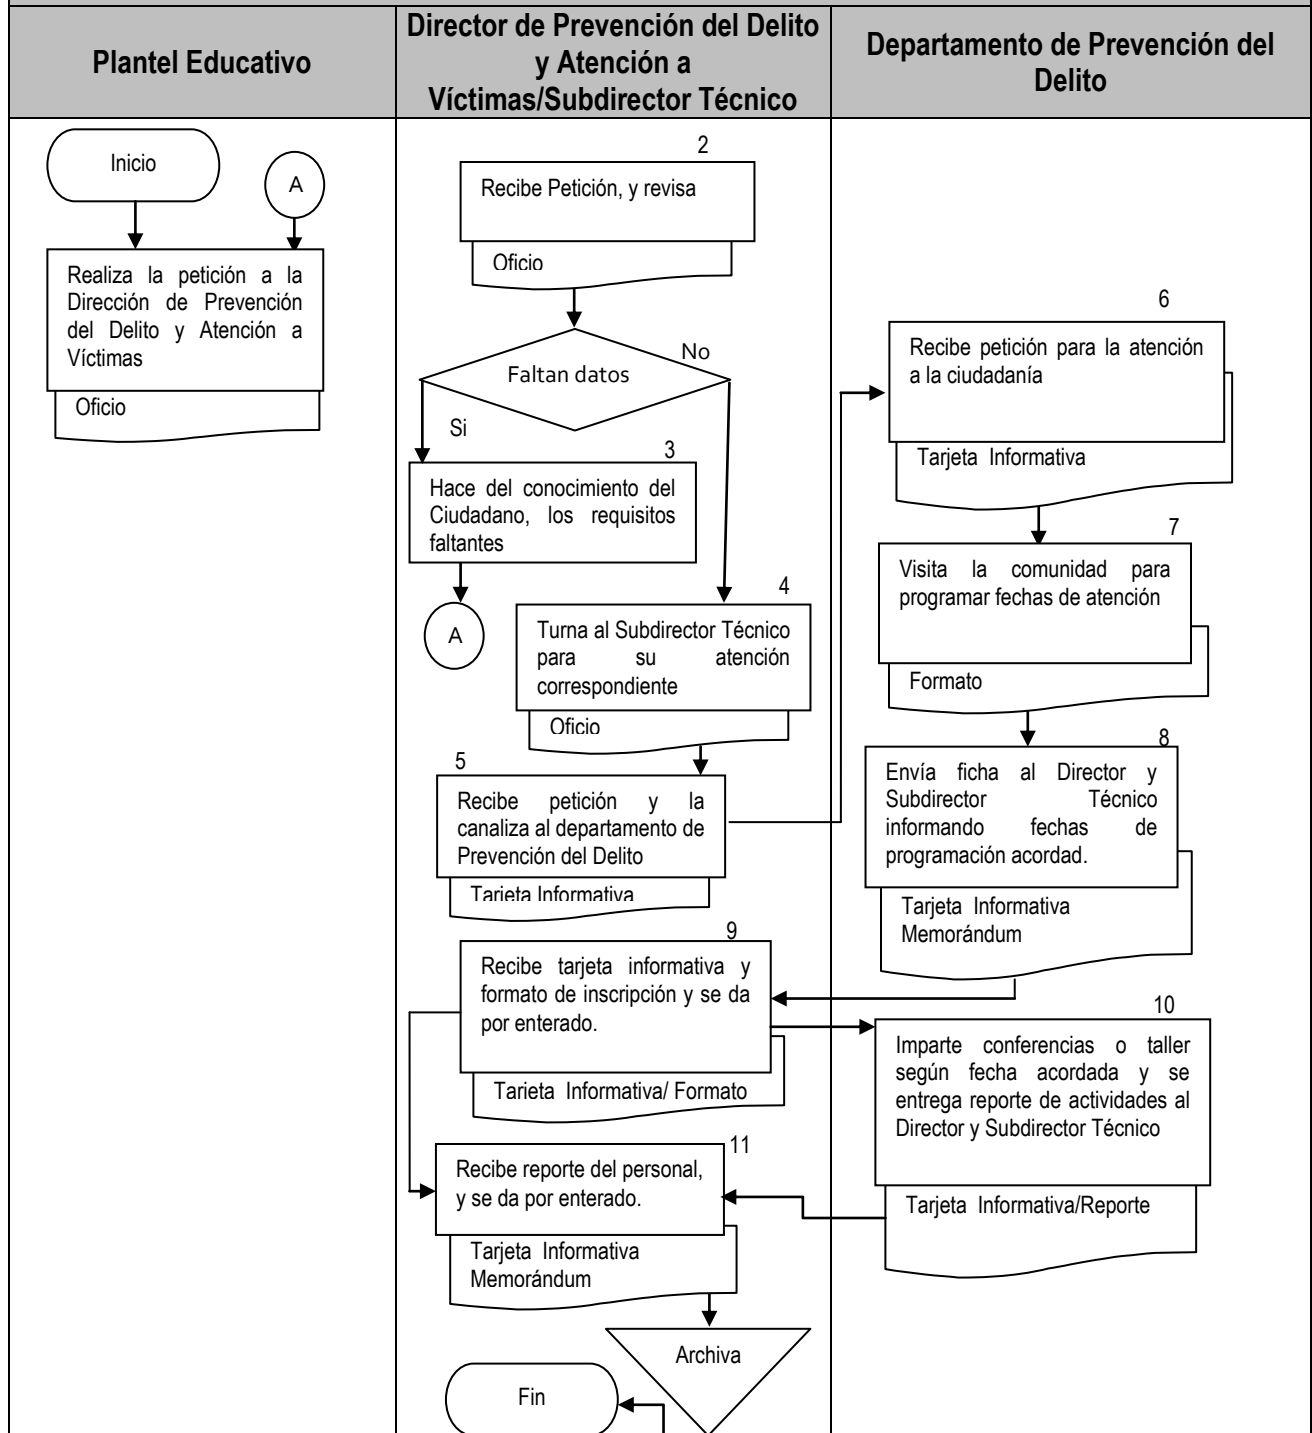 Plantel Educativo
Director de Prevención del Delito
y Atención a
Víctimas/Subdirector Técnico
Departamento de Prevención del
Delito
Inicio
A
Realiza la petición a la
Dirección de Prevención
del Delito y Atención a
Víctimas
Oficio
2
Recibe Petición, y revisa
Oficio
Faltan datos
No
Si
3
Hace del conocimiento del
Ciudadano, los requisitos
faltantes
A
4
Turna al Subdirector Técnico
para su atención
correspondiente
Oficio
5
Recibe petición y la
canaliza al departamento de
Prevención del Delito
Tarjeta Informativa
6
Recibe petición para la atención
a la ciudadanía
Tarjeta Informativa
7
Visita la comunidad para
programar fechas de atención
Formato
8
Envía ficha al Director y
Subdirector Técnico
informando fechas de
programación acordad.
Tarjeta Informativa
Memorándum
9
Recibe tarjeta informativa y
formato de inscripción y se da
por enterado.
Tarjeta Informativa/ Formato
10
Imparte conferencias o taller
según fecha acordada y se
entrega reporte de actividades al
Director y Subdirector Técnico
Tarjeta Informativa/Reporte
11
Recibe reporte del personal,
y se da por enterado.
Tarjeta Informativa
Memorándum
Archiva
Fin